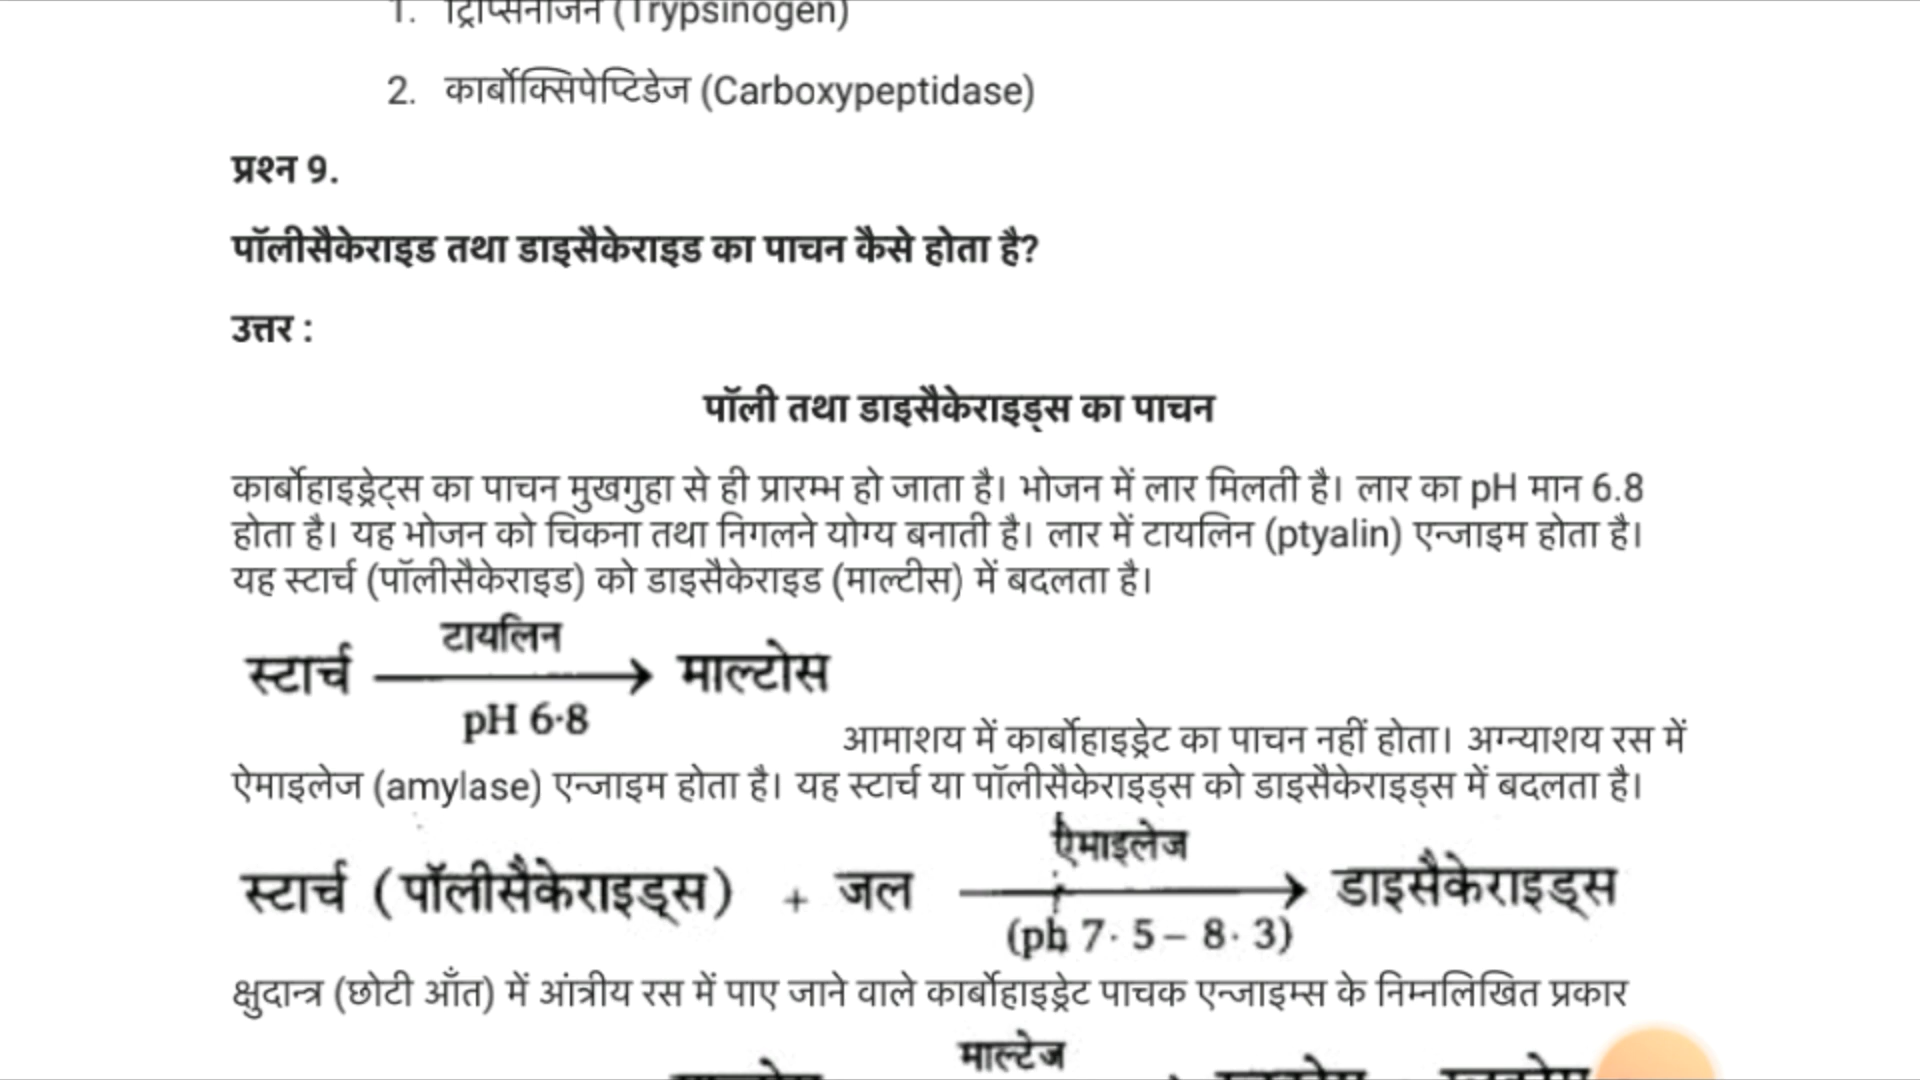 1. ट्रिप्सिनोजन (Trypsinogen)
2. कार्बोक्सिपेप्टिडेज (Carboxypeptidase)
प्रश्न 9.
पॉलीसैकेराइड तथा डाइसैकेराइड का पाचन कैसे होता है?
उत्तर :
पॉली तथा डाइसैकेराइड्स का पाचन
कार्बोहाइड्रेट्स का पाचन मुखगुहा से ही प्रारम्भ हो जाता है। भोजन में लार मिलती है। लार का pH मान 6.8
होता है। यह भोजन को चिकना तथा निगलने योग्य बनाती है। लार में टायलिन (ptyalin) एन्जाइम होता है।
यह स्टार्च (पॉलीसैकेराइड) को डाइसैकेराइड (माल्टीस) में बदलता है।
टायलिन
स्टार्च → माल्टोस
pH 6·8
आमाशय में कार्बोहाइड्रेट का पाचन नहीं होता। अग्न्याशय रस में
ऐमाइलेज (amylase) एन्जाइम होता है। यह स्टार्च या पॉलीसैकेराइड्स को डाइसैकेराइड्स में बदलता है।
ऐमाइलेज
स्टार्च (पॉलीसैकेराइड्स) + जल → डाइसैकेराइड्स
(ph 7· 5 – 8· 3)
क्षुदान्त्र (छोटी आँत) में आंत्रीय रस में पाए जाने वाले कार्बोहाइड्रेट पाचक एन्जाइम्स के निम्नलिखित प्रकार
माल्टेज